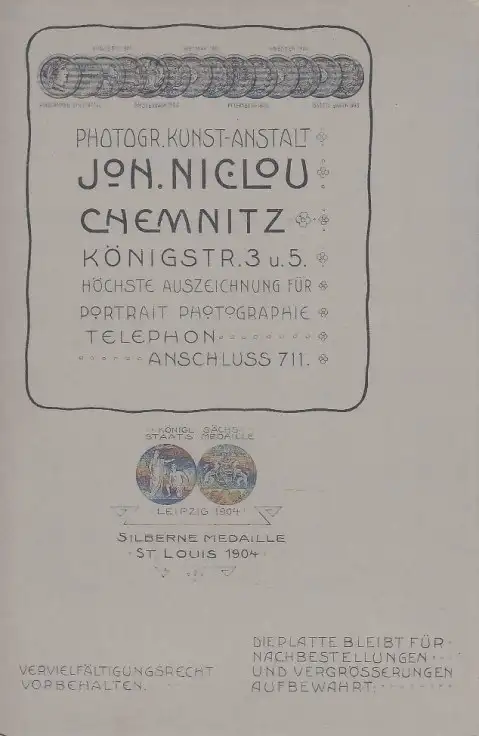 PHOTOGR. KUNST-ANSTALT
JOH. NICLOU
CHEMNITZ
KÖNIGSTR. 3 u. 5.
HÖCHSTE AUSZEICHNUNG FÜR
PORTRAIT PHOTOGRAPHIE
TELEPHON
ANSCHLUSS 711.
KÖNIGL. SÄCHS.
STAATS MEDAILLE
LEIPZIG 1904
SILBERNE MEDAILLE
ST LOUIS 1904
VERVIELFÄLTIGUNGSRECHT
VORBEHALTEN.
DIE PLATTE BLEIBT FÜR
NACHBESTELLUNGEN
UND VERGRÖSSERUNGEN
AUFBEWAHRT.